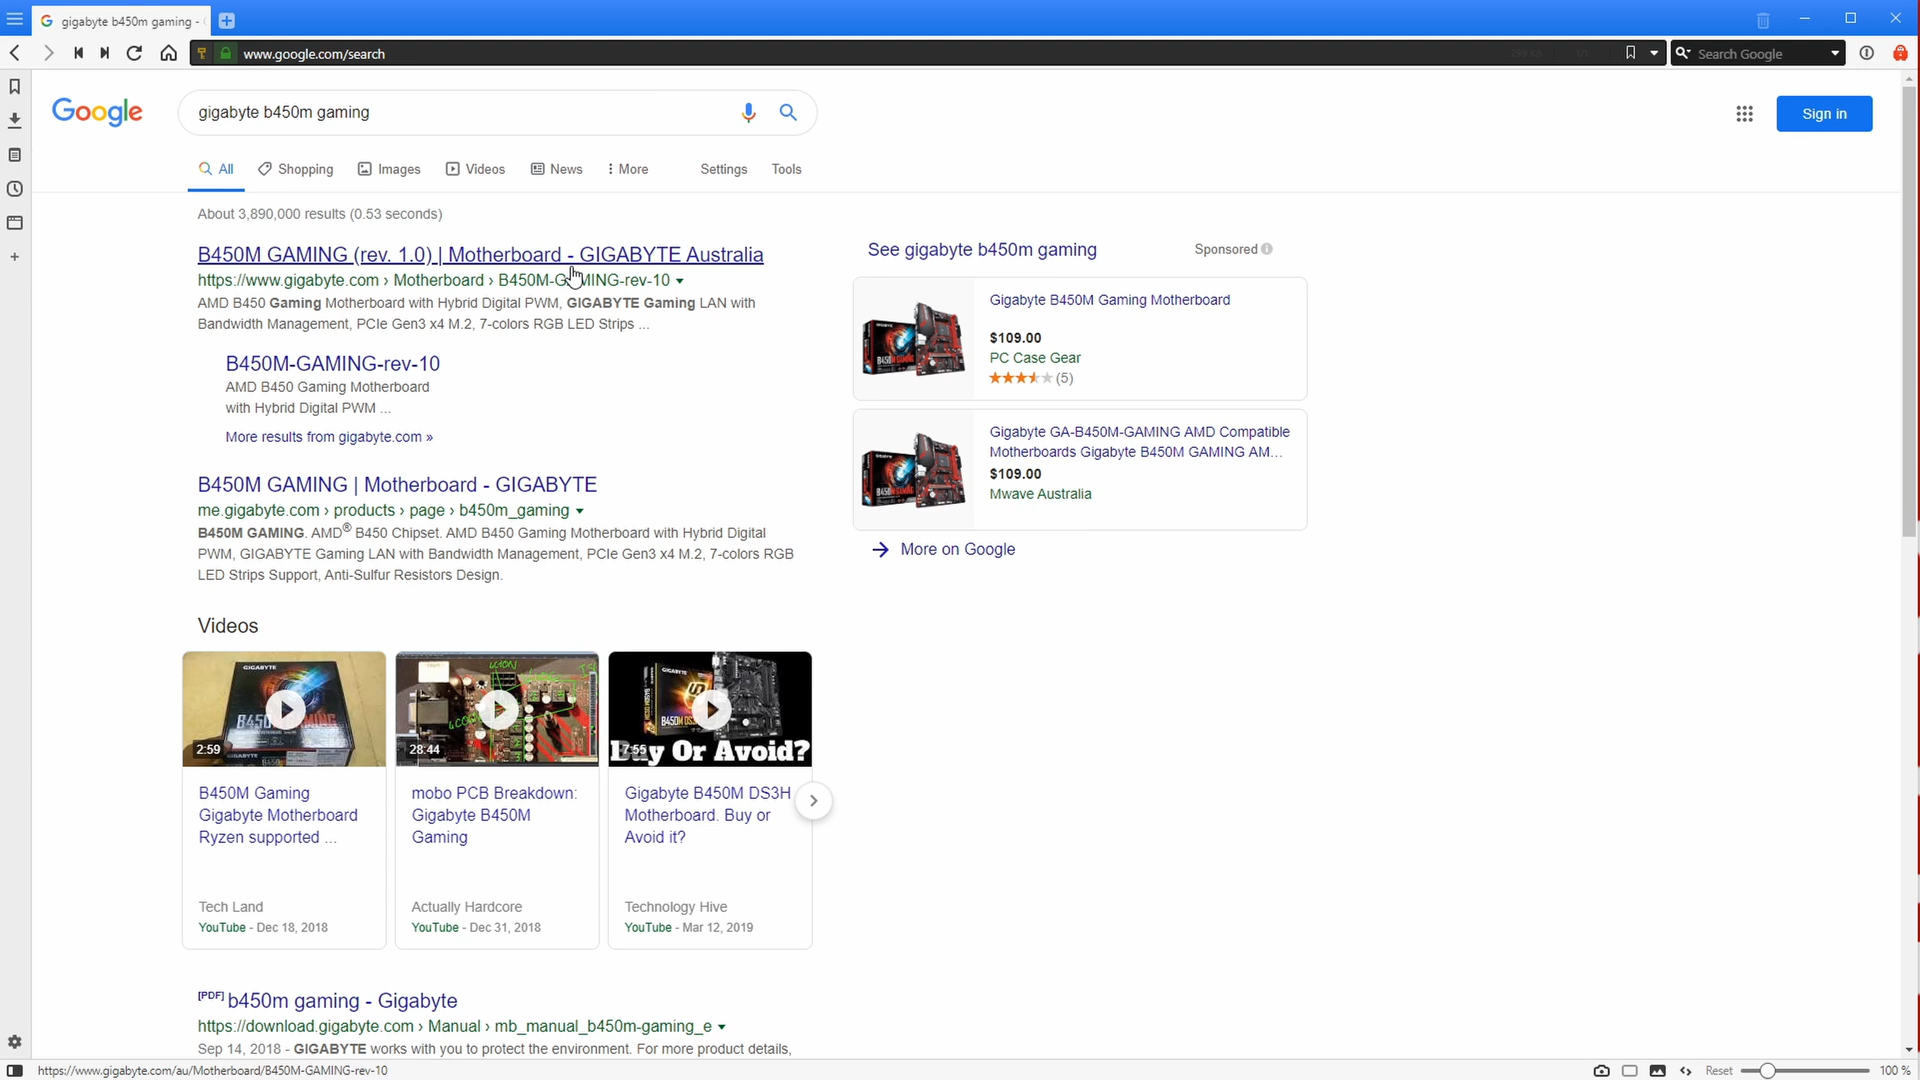 gigabyte b450m gaming -
www.google.com/search
Search Google
Google
gigabyte b450m gaming
Sign in
All
Shopping
Images
Videos
News
More
Settings
Tools
About 3,890,000 results (0.53 seconds)
B450M GAMING (rev. 1.0) | Motherboard - GIGABYTE Australia
https://www.gigabyte.com › Motherboard › B450M-GAMING-rev-10
AMD B450 Gaming Motherboard with Hybrid Digital PWM, GIGABYTE Gaming LAN with
Bandwidth Management, PCIe Gen3 x4 M.2, 7-colors RGB LED Strips ...
B450M-GAMING-rev-10
AMD B450 Gaming Motherboard
with Hybrid Digital PWM ...
More results from gigabyte.com »
B450M GAMING | Motherboard - GIGABYTE
me.gigabyte.com › products › page › b450m_gaming
B450M GAMING. AMD® B450 Chipset. AMD B450 Gaming Motherboard with Hybrid Digital
PWM, GIGABYTE Gaming LAN with Bandwidth Management, PCIe Gen3 x4 M.2, 7-colors RGB
LED Strips Support, Anti-Sulfur Resistors Design.
See gigabyte b450m gaming
Sponsored
Gigabyte B450M Gaming Motherboard
$109.00
PC Case Gear
(5)
Gigabyte GA-B450M-GAMING AMD Compatible
Motherboards Gigabyte B450M GAMING AM...
$109.00
Mwave Australia
More on Google
Videos
GIGABYTE
2:59
B450M Gaming
Gigabyte Motherboard
Ryzen supported ...
Tech Land
YouTube - Dec 18, 2018
28:44
mobo PCB Breakdown:
Gigabyte B450M
Gaming
Actually Hardcore
YouTube - Dec 31, 2018
GIGABYTE
Buy Or Avoid?
7:55
Gigabyte B450M DS3H
Motherboard. Buy or
Avoid it?
Technology Hive
YouTube - Mar 12, 2019
[PDF] b450m gaming - Gigabyte
https://download.gigabyte.com › Manual › mb_manual_b450m-gaming_e
Sep 14, 2018 - GIGABYTE works with you to protect the environment. For more product details,
https://www.gigabyte.com/au/Motherboard/B450M-GAMING-rev-10
Reset
100 %